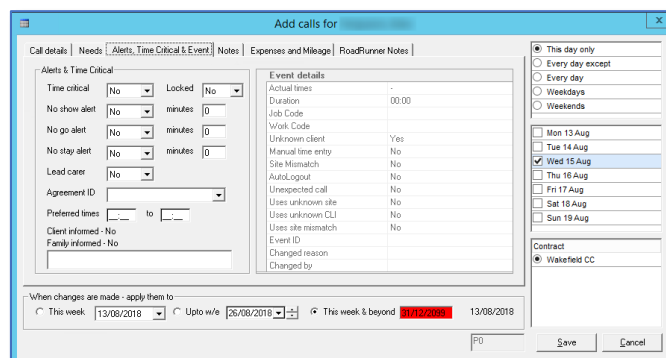 Add calls for
x
Call details | Needs | Alerts, Time Critical & Event | Notes | Expenses and Mileage | RoadRunner Notes
Alerts & Time Critical
Time critical No Locked No
No show alert No minutes 0
No go alert No minutes 0
No stay alert No minutes 0
Lead carer No
Agreement ID
Preferred times __:__ to __:__
Client informed - No
Family informed - No
Event details
Actual times -
Duration 00:00
Job Code
Work Code
Unknown client Yes
Manual time entry No
Site Mismatch No
AutoLogout No
Unexpected call No
Uses unknown site No
Uses unknown CLI No
Uses site mismatch No
Event ID
Changed reason
Changed by
This day only
Every day except
Every day
Weekdays
Weekends
Mon 13 Aug
Tue 14 Aug
Wed 15 Aug
Thu 16 Aug
Fri 17 Aug
Sat 18 Aug
Sun 19 Aug
Contract
Wakefield CC
When changes are made - apply them to
This week 13/08/2018 Upto w/e 26/08/2018 This week & beyond 31/12/2099 13/08/2018
P0
Save Cancel